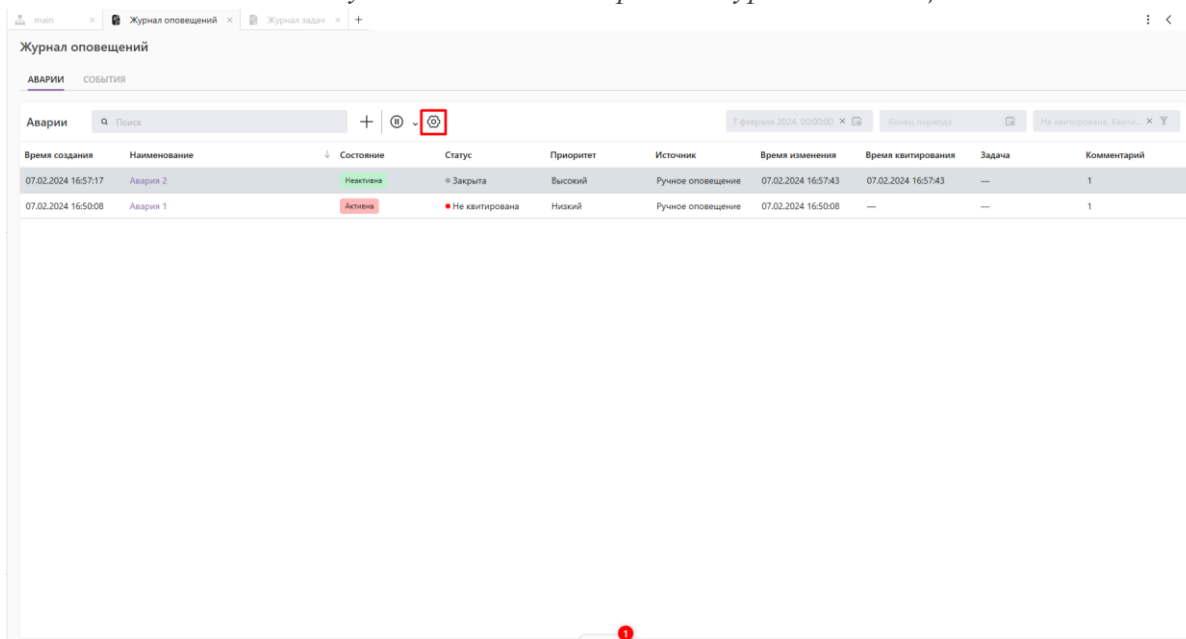 main × Журнал оповещений × Журнал задач × +
Журнал оповещений
АВАРИИ СОБЫТИЯ
Аварии Поиск 7 февраля 2024, 00:00:00 × Конец периода Не квитирована, Квити... ×
Время создания Наименование ↓ Состояние Статус Приоритет Источник Время изменения Время квитирования Задача Комментарий
07.02.2024 16:57:17 Авария 2 Неактивна Закрыта Высокий Ручное оповещение 07.02.2024 16:57:43 07.02.2024 16:57:43 — 1
07.02.2024 16:50:08 Авария 1 Активна Не квитирована Низкий Ручное оповещение 07.02.2024 16:50:08 — — 1
1